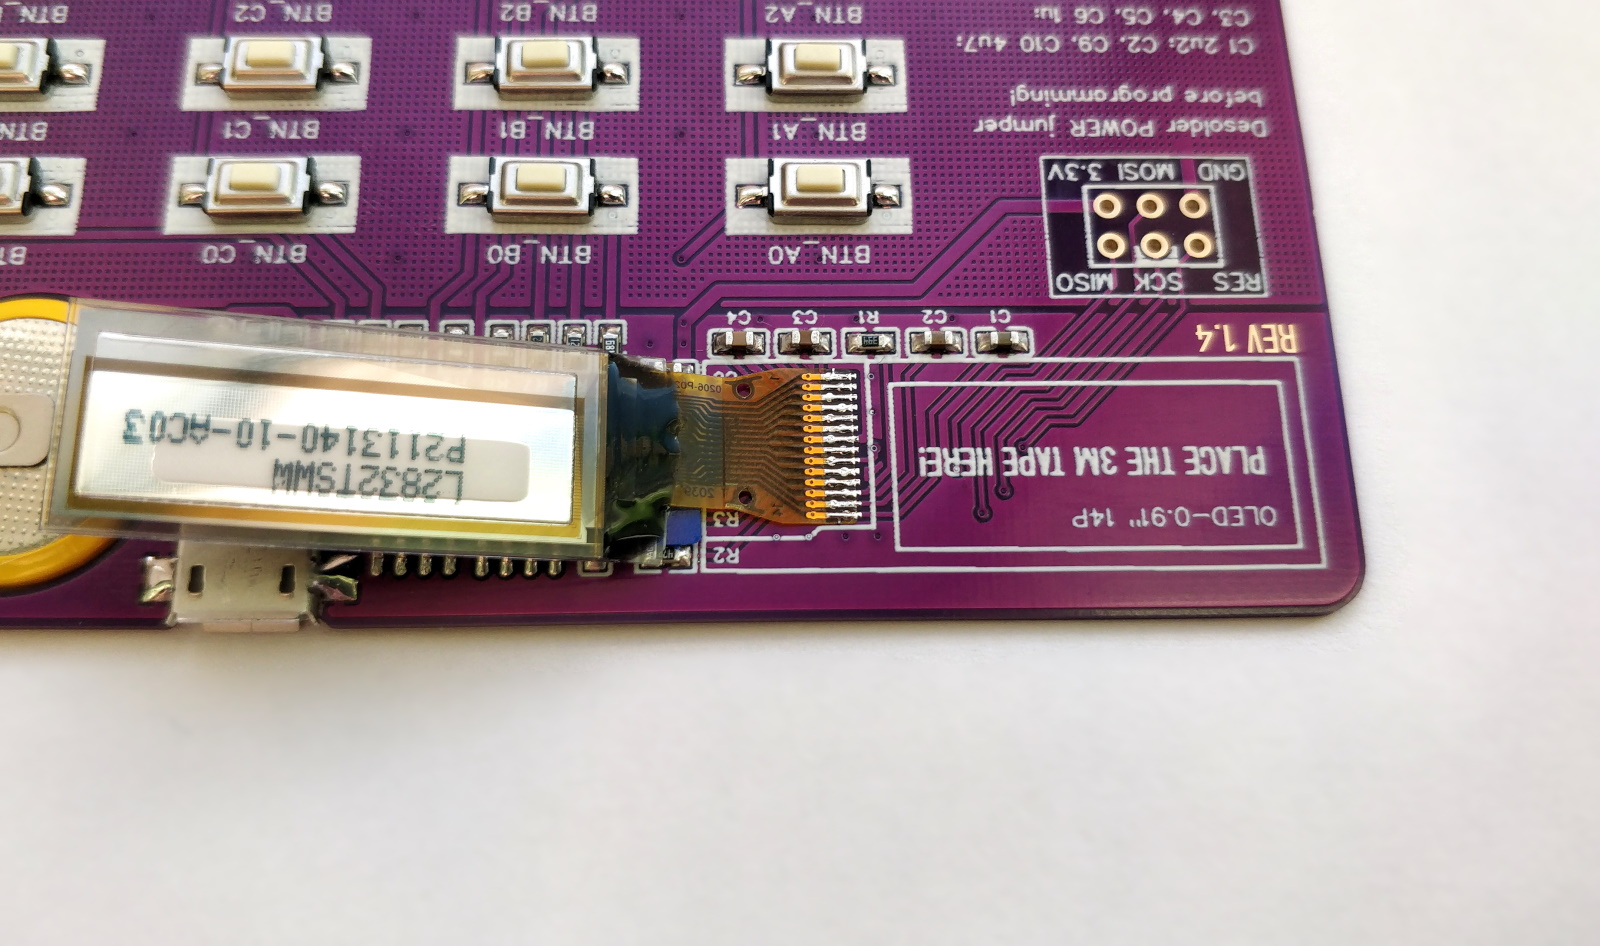 OLED-0.91" 14P
PLACE THE 3M TAPE HERE!
R2
R3
2039
L2832TSWW
P2113140-10-AC03
REV 1.4
C1
C2
R1
C3
C4
RES SCK MISO
GND MOSI 3.3V
BTN_A0
BTN_B0
BTN_C0
Desolder POWER jumper
before programming!
BTN_A1
BTN_B1
BTN_C1
BTN
C1 2u2; C2, C9, C10 4u7;
C3, C4, C5, C6 1u;
BTN_A2
BTN_B2
BTN_C2